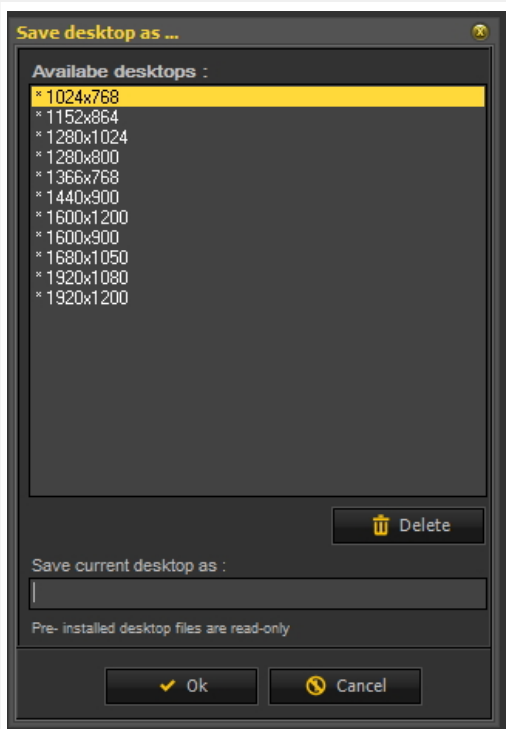 Save desktop as ...
Availabe desktops :
* 1024x768
* 1152x864
* 1280x1024
* 1280x800
* 1366x768
* 1440x900
* 1600x1200
* 1600x900
* 1680x1050
* 1920x1080
* 1920x1200
Delete
Save current desktop as :
Pre- installed desktop files are read-only
Ok Cancel